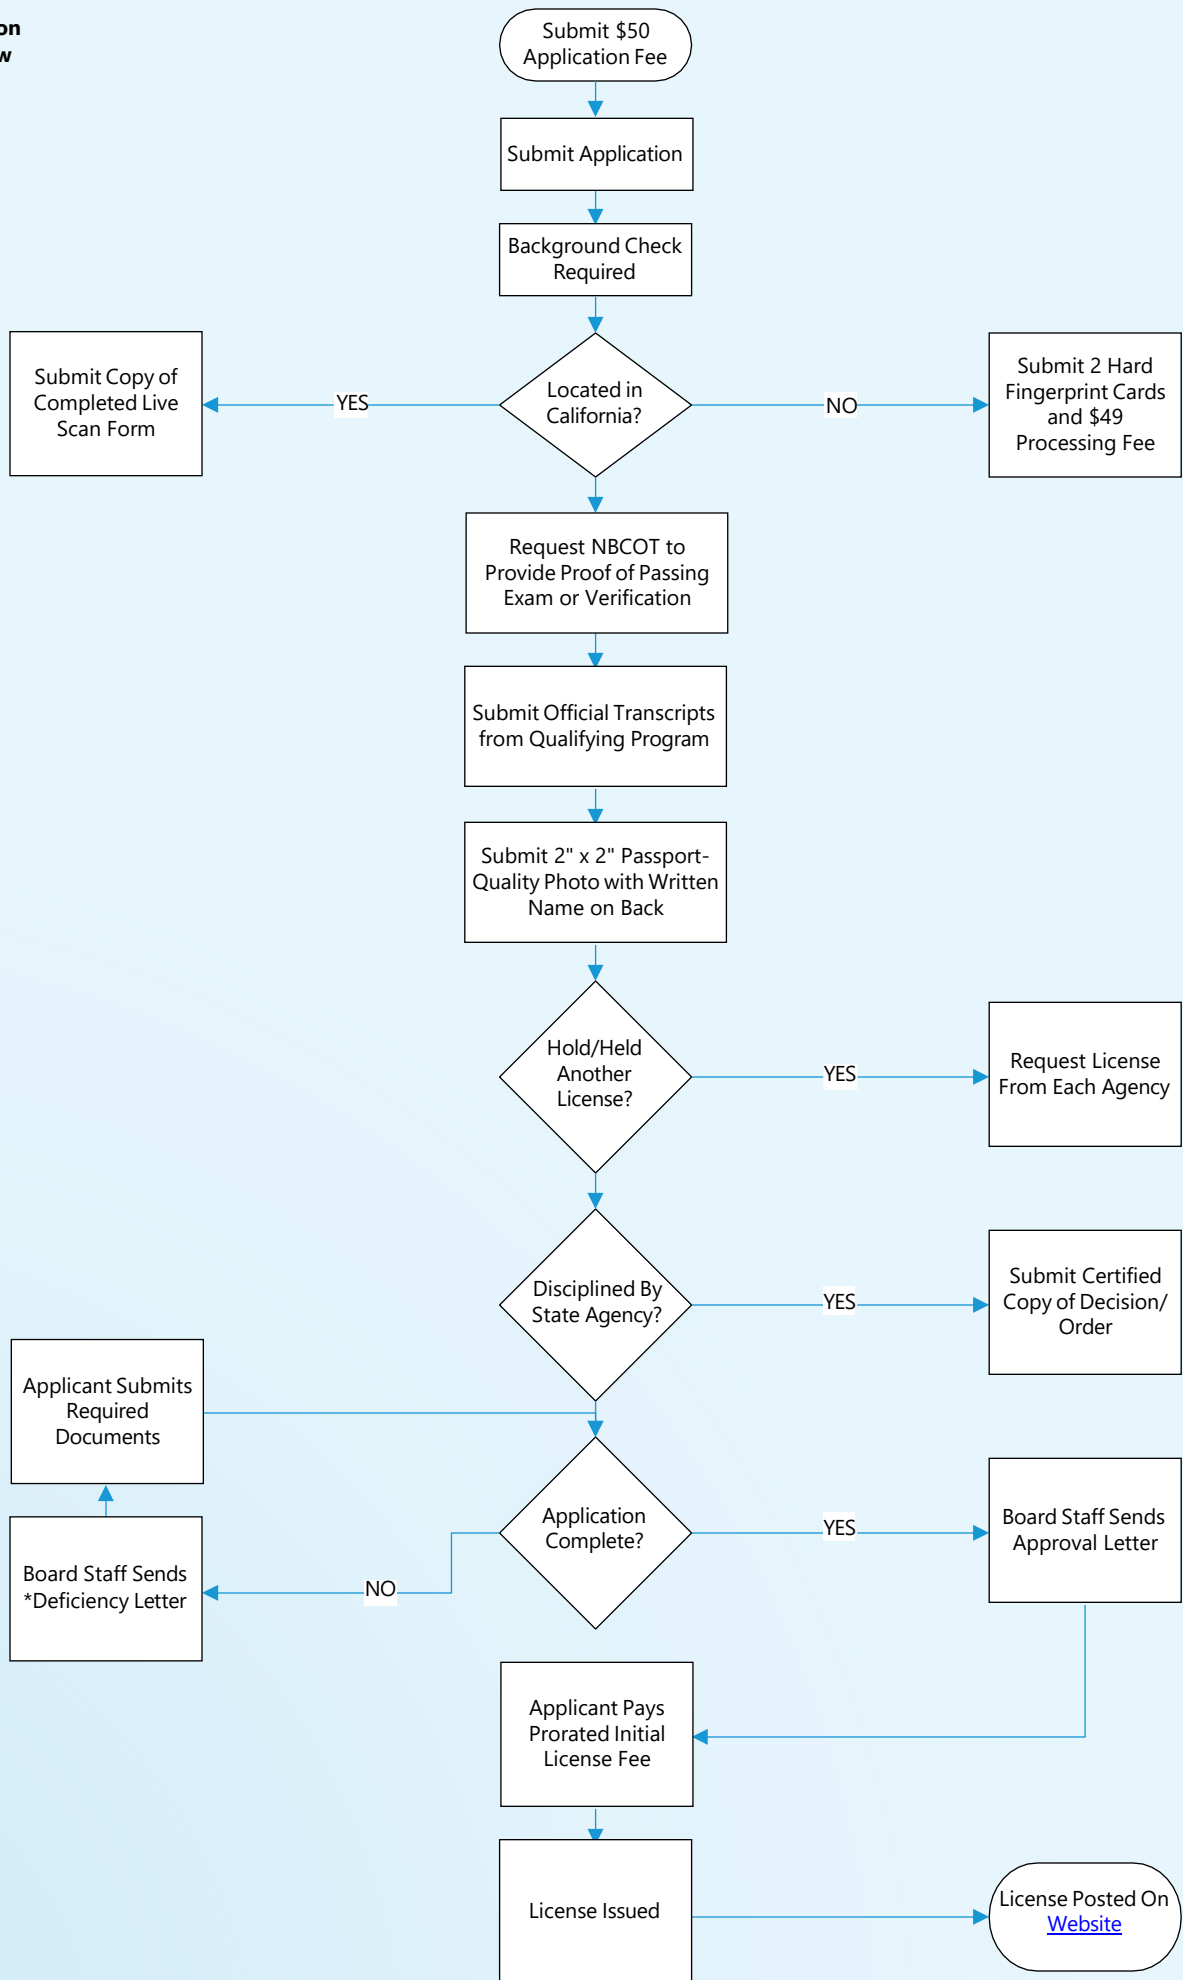 on
w
Submit $50
Application Fee
Submit Application
Background Check
Required
Submit Copy of
Completed Live
Scan Form
YES
Located in
California?
NO
Submit 2 Hard
Fingerprint Cards
and $49
Processing Fee
Request NBCOT to
Provide Proof of Passing
Exam or Verification
Submit Official Transcripts
from Qualifying Program
Submit 2" x 2" Passport-
Quality Photo with Written
Name on Back
Hold/Held
Another
License?
YES
Request License
From Each Agency
Disciplined By
State Agency?
YES
Submit Certified
Copy of Decision/
Order
Applicant Submits
Required
Documents
Application
Complete?
YES
Board Staff Sends
Approval Letter
NO
Board Staff Sends
*Deficiency Letter
Applicant Pays
Prorated Initial
License Fee
License Issued
License Posted On
Website